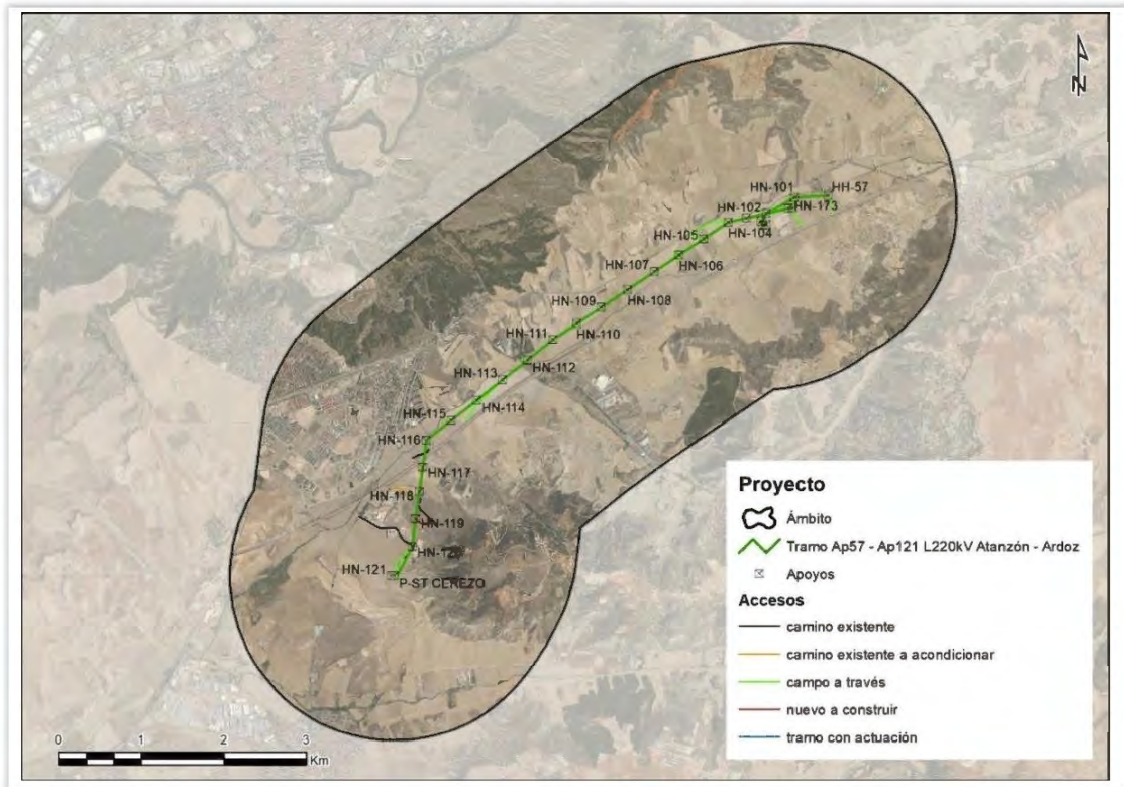 Z
HN-101
HH-57
HN-102
HN-173
HN-105
HN-104
HN-106
HN-107
HN-108
HN-109
HN-110
HN-111
HN-112
HN-113
HN-114
HN-115
HN-116
HN-117
HN-118
HN-119
HN-120
HN-121
P-ST CEREZO
Proyecto
Ámbito
Tramo Ap57 - Ap121 L220kV Atanzón - Ardoz
Apoyos
Accesos
camino existente
camino existente a acondicionar
campo a través
nuevo a construir
tramo con actuación
0 1 2 3
Km